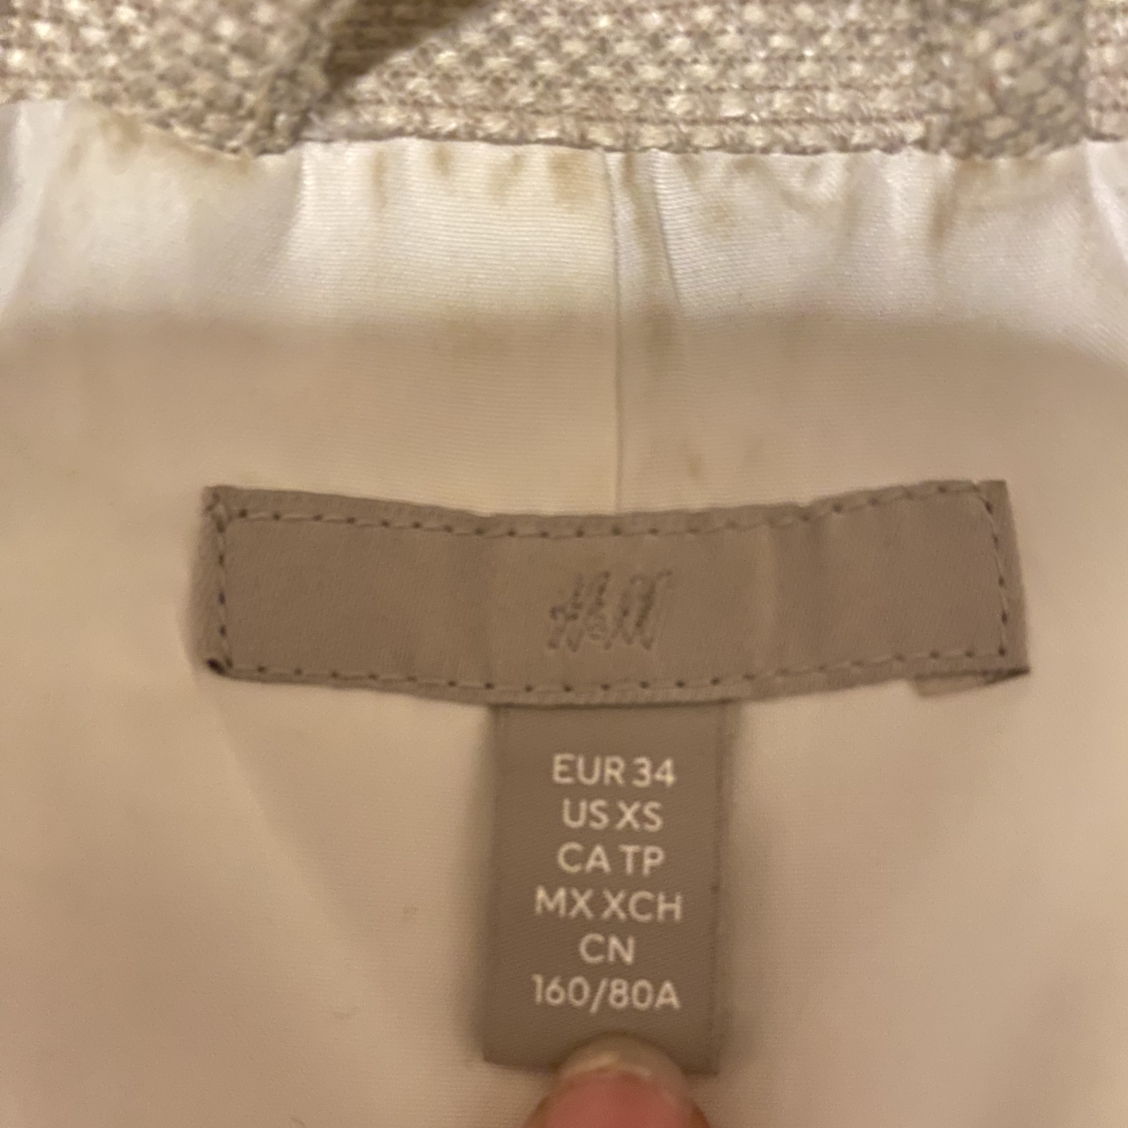 H&M
EUR 34
US XS
CA TP
MX XCH
CN
160/80A